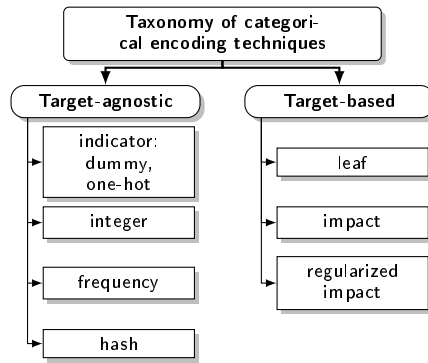 Taxonomy of categori-
cal encoding techniques
Target-agnostic
indicator:
dummy,
one-hot
integer
frequency
hash
Target-based
leaf
impact
regularized
impact